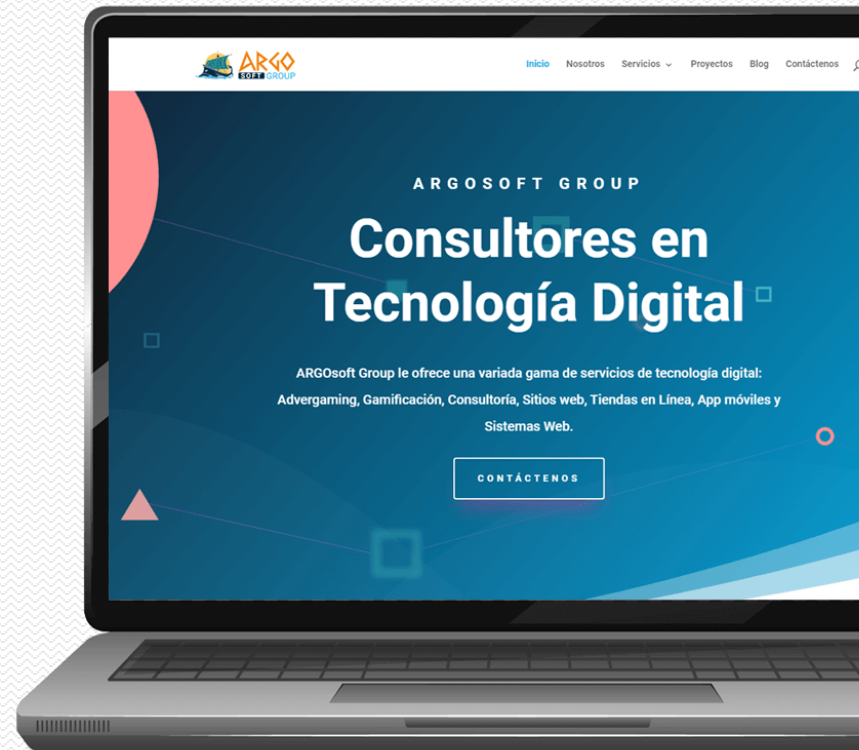 ARGO
SOFT GROUP
Inicio Nosotros Servicios Proyectos Blog Contáctenos
ARGOSOFT GROUP
Consultores en
Tecnología Digital
ARGOsoft Group le ofrece una variada gama de servicios de tecnología digital:
Advergaming, Gamificación, Consultoría, Sitios web, Tiendas en Línea, App móviles y
Sistemas Web.
CONTÁCTENOS